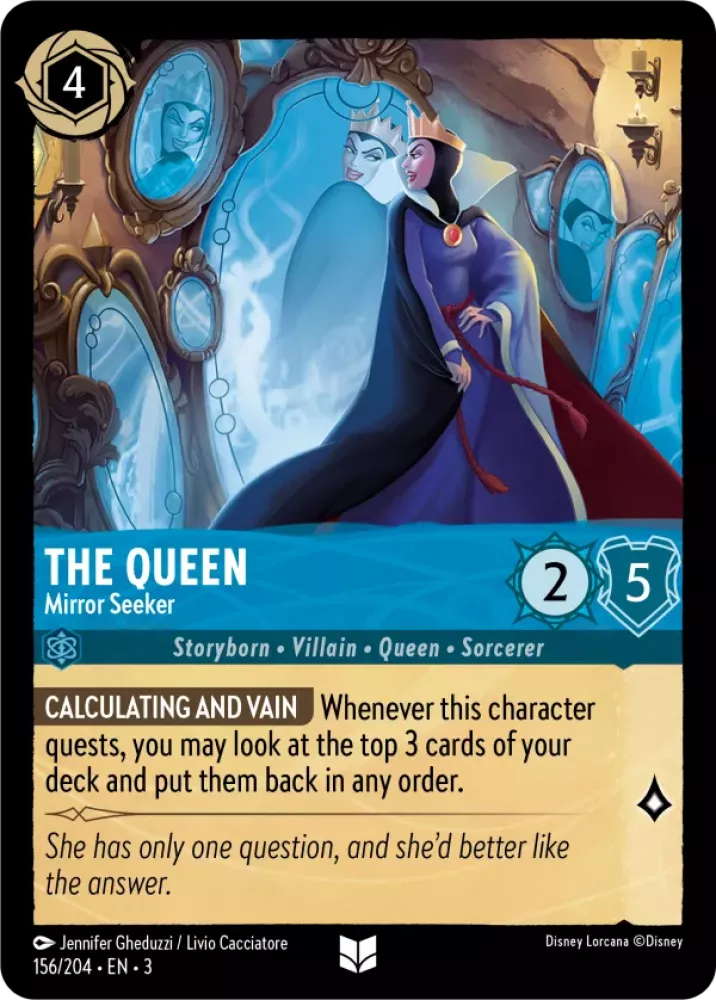 4
THE QUEEN
Mirror Seeker
2
5
Storyborn • Villain • Queen • Sorcerer
CALCULATING AND VAIN Whenever this character
quests, you may look at the top 3 cards of your
deck and put them back in any order.
She has only one question, and she’d better like
the answer.
Jennifer Gheduzzi / Livio Cacciatore
Disney Lorcana ©Disney
156/204 • EN • 3